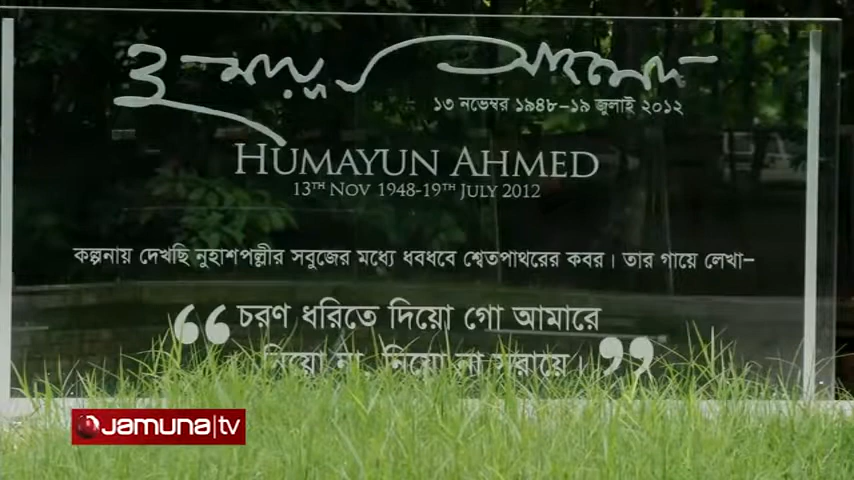 হুমায়ূন আহমেদ
১৩ নভেম্বর ১৯৪৮-১৯ জুলাই ২০১২
HUMAYUN AHMED
13TH NOV 1948-19TH JULY 2012
কল্পনায় দেখছি নুহাশপল্লীর সবুজের মধ্যে ধবধবে শ্বেতপাথরের কবর। তার গায়ে লেখা-
“চরণ ধরিতে দিয়ো গো আমারে
নিয়ো না, নিয়ো না সরায়ে।”
Jamuna|tv